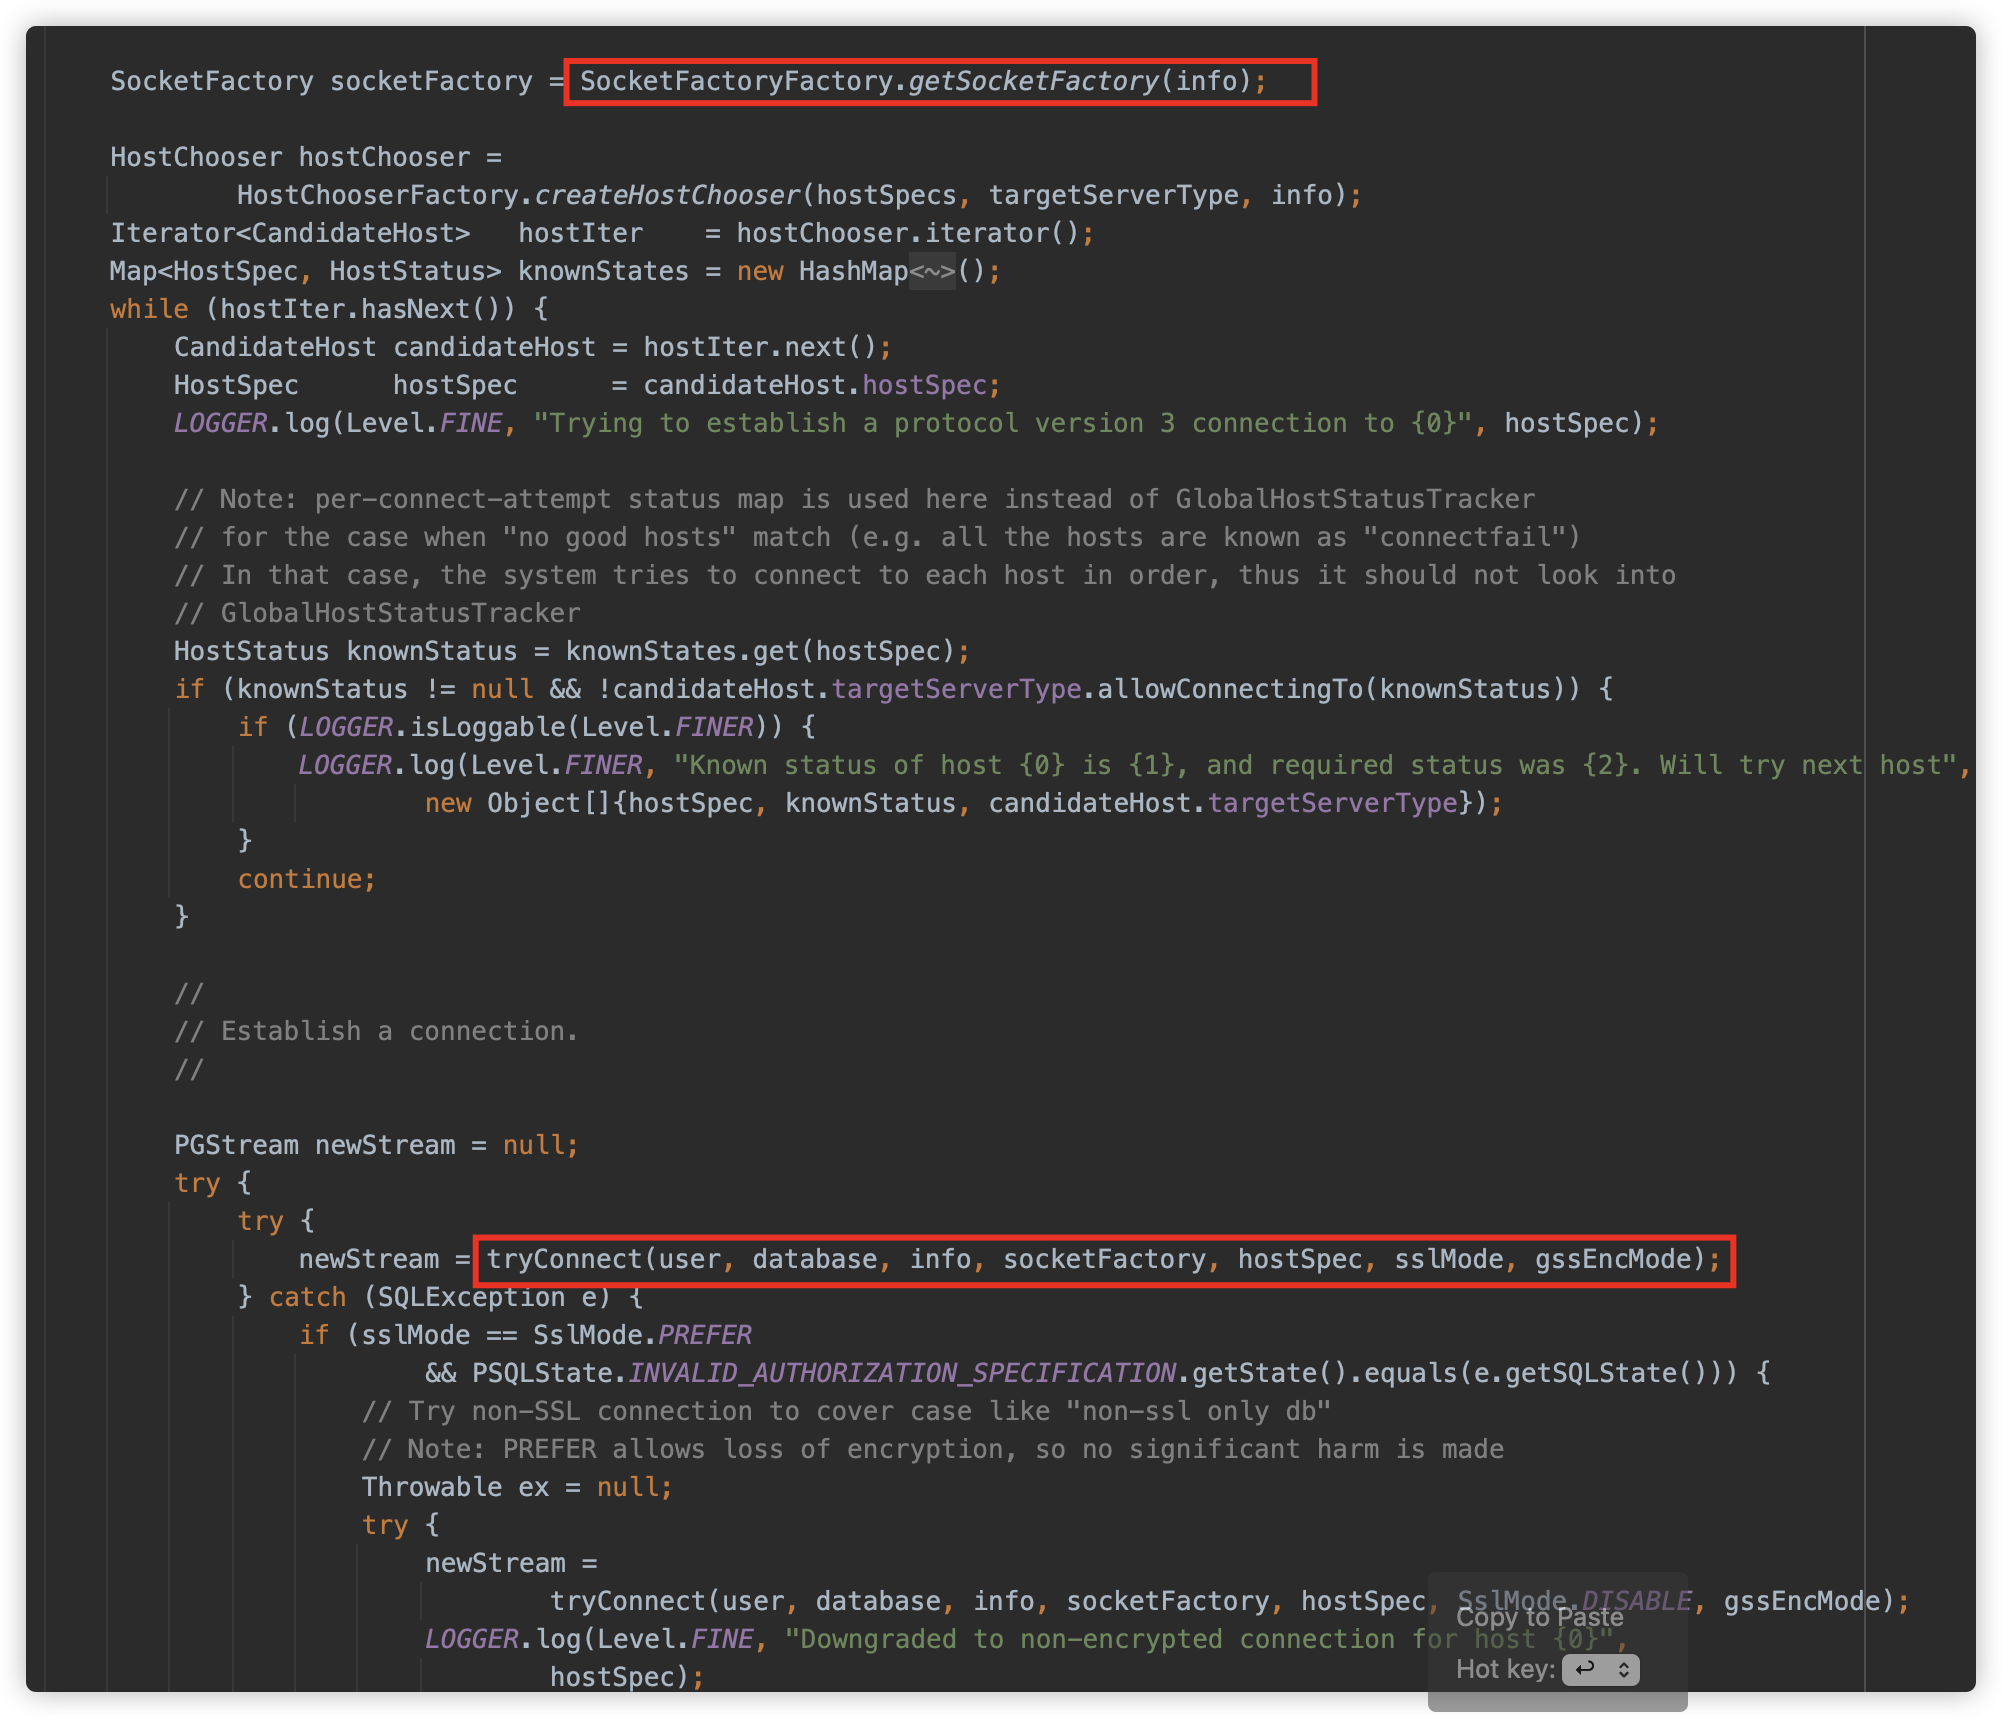 SocketFactory socketFactory = SocketFactoryFactory.getSocketFactory(info);
HostChooser hostChooser =
HostChooserFactory.createHostChooser(hostSpecs, targetServerType, info);
Iterator<CandidateHost>   hostIter    = hostChooser.iterator();
Map<HostSpec, HostStatus> knownStates = new HashMap<~>();
while (hostIter.hasNext()) {
CandidateHost candidateHost = hostIter.next();
HostSpec      hostSpec      = candidateHost.hostSpec;
LOGGER.log(Level.FINE, "Trying to establish a protocol version 3 connection to {0}", hostSpec);
// Note: per-connect-attempt status map is used here instead of GlobalHostStatusTracker
// for the case when "no good hosts" match (e.g. all the hosts are known as "connectfail")
// In that case, the system tries to connect to each host in order, thus it should not look into
// GlobalHostStatusTracker
HostStatus knownStatus = knownStates.get(hostSpec);
if (knownStatus != null && !candidateHost.targetServerType.allowConnectingTo(knownStatus)) {
if (LOGGER.isLoggable(Level.FINER)) {
LOGGER.log(Level.FINER, "Known status of host {0} is {1}, and required status was {2}. Will try next host",
new Object[]{hostSpec, knownStatus, candidateHost.targetServerType});
}
continue;
}
//
// Establish a connection.
//
PGStream newStream = null;
try {
try {
newStream = tryConnect(user, database, info, socketFactory, hostSpec, sslMode, gssEncMode);
} catch (SQLException e) {
if (sslMode == SslMode.PREFER
&& PSQLState.INVALID_AUTHORIZATION_SPECIFICATION.getState().equals(e.getSQLState())) {
// Try non-SSL connection to cover case like "non-ssl only db"
// Note: PREFER allows loss of encryption, so no significant harm is made
Throwable ex = null;
try {
newStream =
tryConnect(user, database, info, socketFactory, hostSpec, SslMode.DISABLE, gssEncMode);
Copy to Paste
LOGGER.log(Level.FINE, "Downgraded to non-encrypted connection for host {0}",
hostSpec);
Hot key: ↩